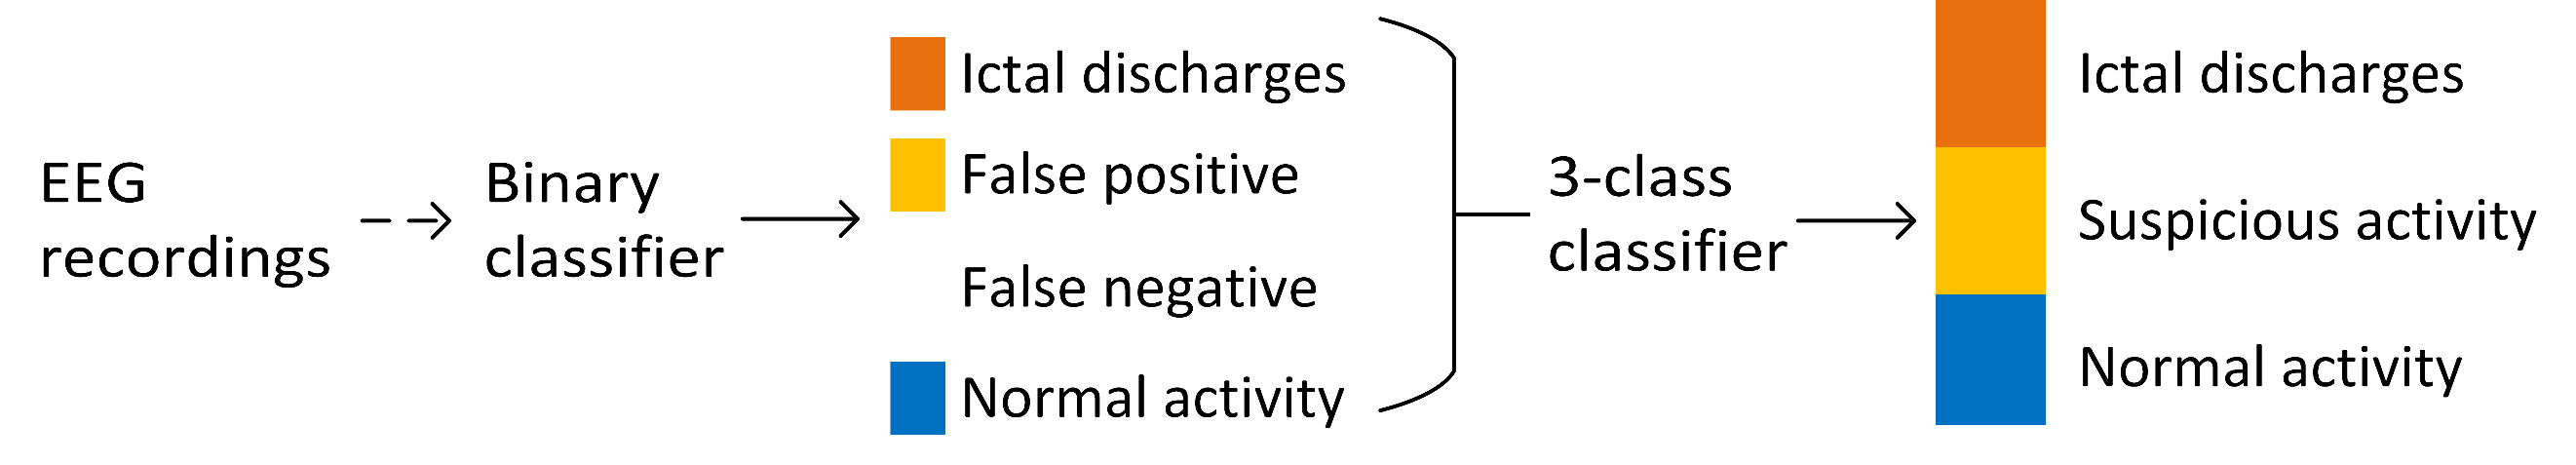 EEG
recordings
Binary
classifier
Ictal discharges
False positive
False negative
Normal activity
3-class
classifier
Ictal discharges
Suspicious activity
Normal activity